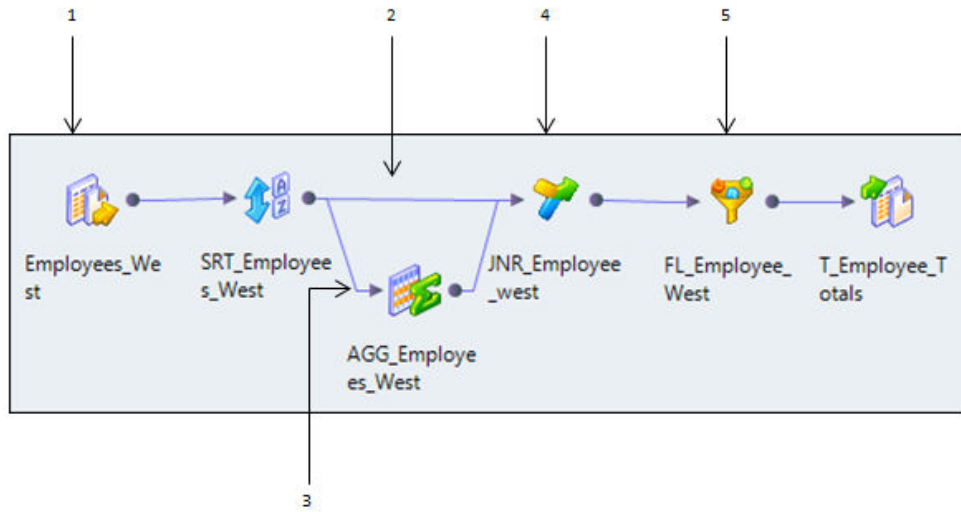 1
2
4
5
Employees_We
st
SRT_Employee
s_West
JNR_Employee
_west
FL_Employee_
West
T_Employee_T
otals
AGG_Employe
es_West
3